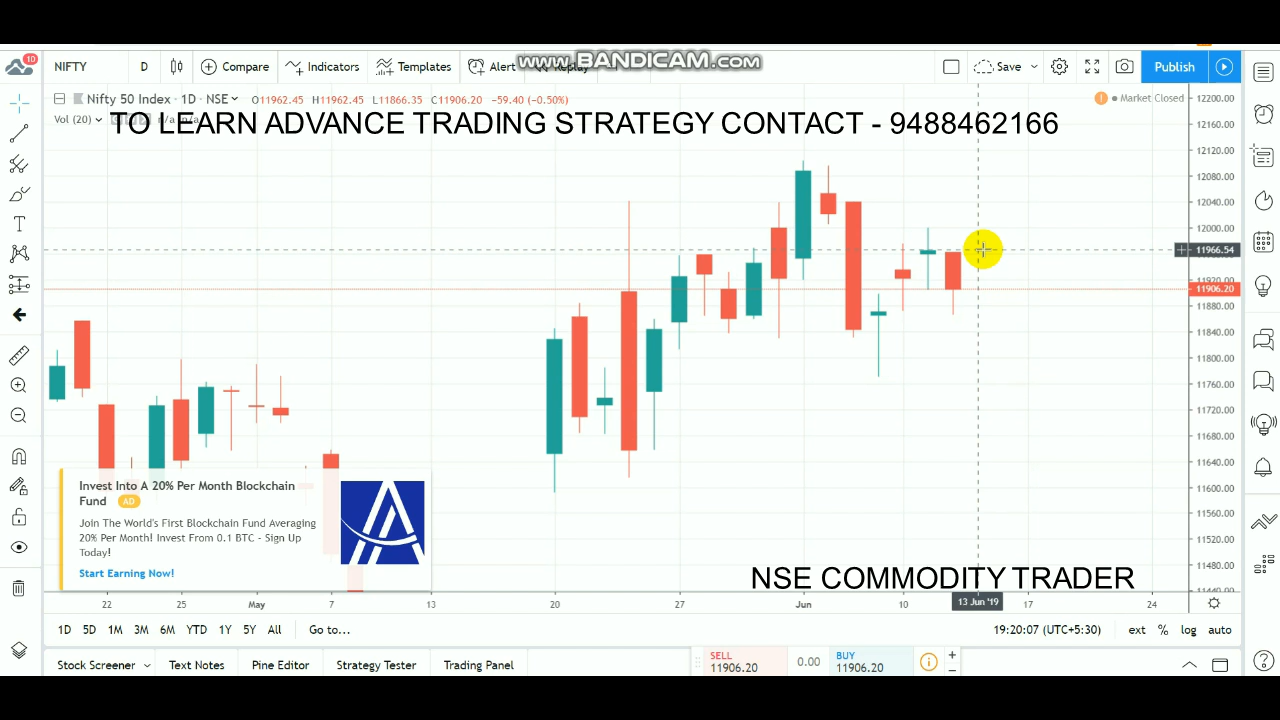 www.BANDICAM.com
10
NIFTY
D
Compare
Indicators
Templates
Alert
Replay
Save
Publish
Nifty 50 Index · 1D · NSE
O11962.45 H11962.45 L11866.35 C11906.20 −59.40 (−0.50%)
Market Closed
Vol (20)
n/a
TO LEARN ADVANCE TRADING STRATEGY CONTACT - 9488462166
12200.00
12160.00
12120.00
12080.00
12040.00
12000.00
11966.54
11920.00
11906.20
11880.00
11840.00
11800.00
11760.00
11720.00
11680.00
11640.00
11600.00
11560.00
11520.00
11480.00
11440.00
Invest Into A 20% Per Month Blockchain
Fund AD
Join The World's First Blockchain Fund Averaging
20% Per Month! Invest From 0.1 BTC - Sign Up
Today!
Start Earning Now!
NSE COMMODITY TRADER
22 25 May 7 13 20 27 Jun 10 13 Jun '19 17 24
1D 5D 1M 3M 6M YTD 1Y 5Y All Go to...
19:20:07 (UTC+5:30) ext % log auto
Stock Screener Text Notes Pine Editor Strategy Tester Trading Panel
SELL
11906.20
0.00
BUY
11906.20